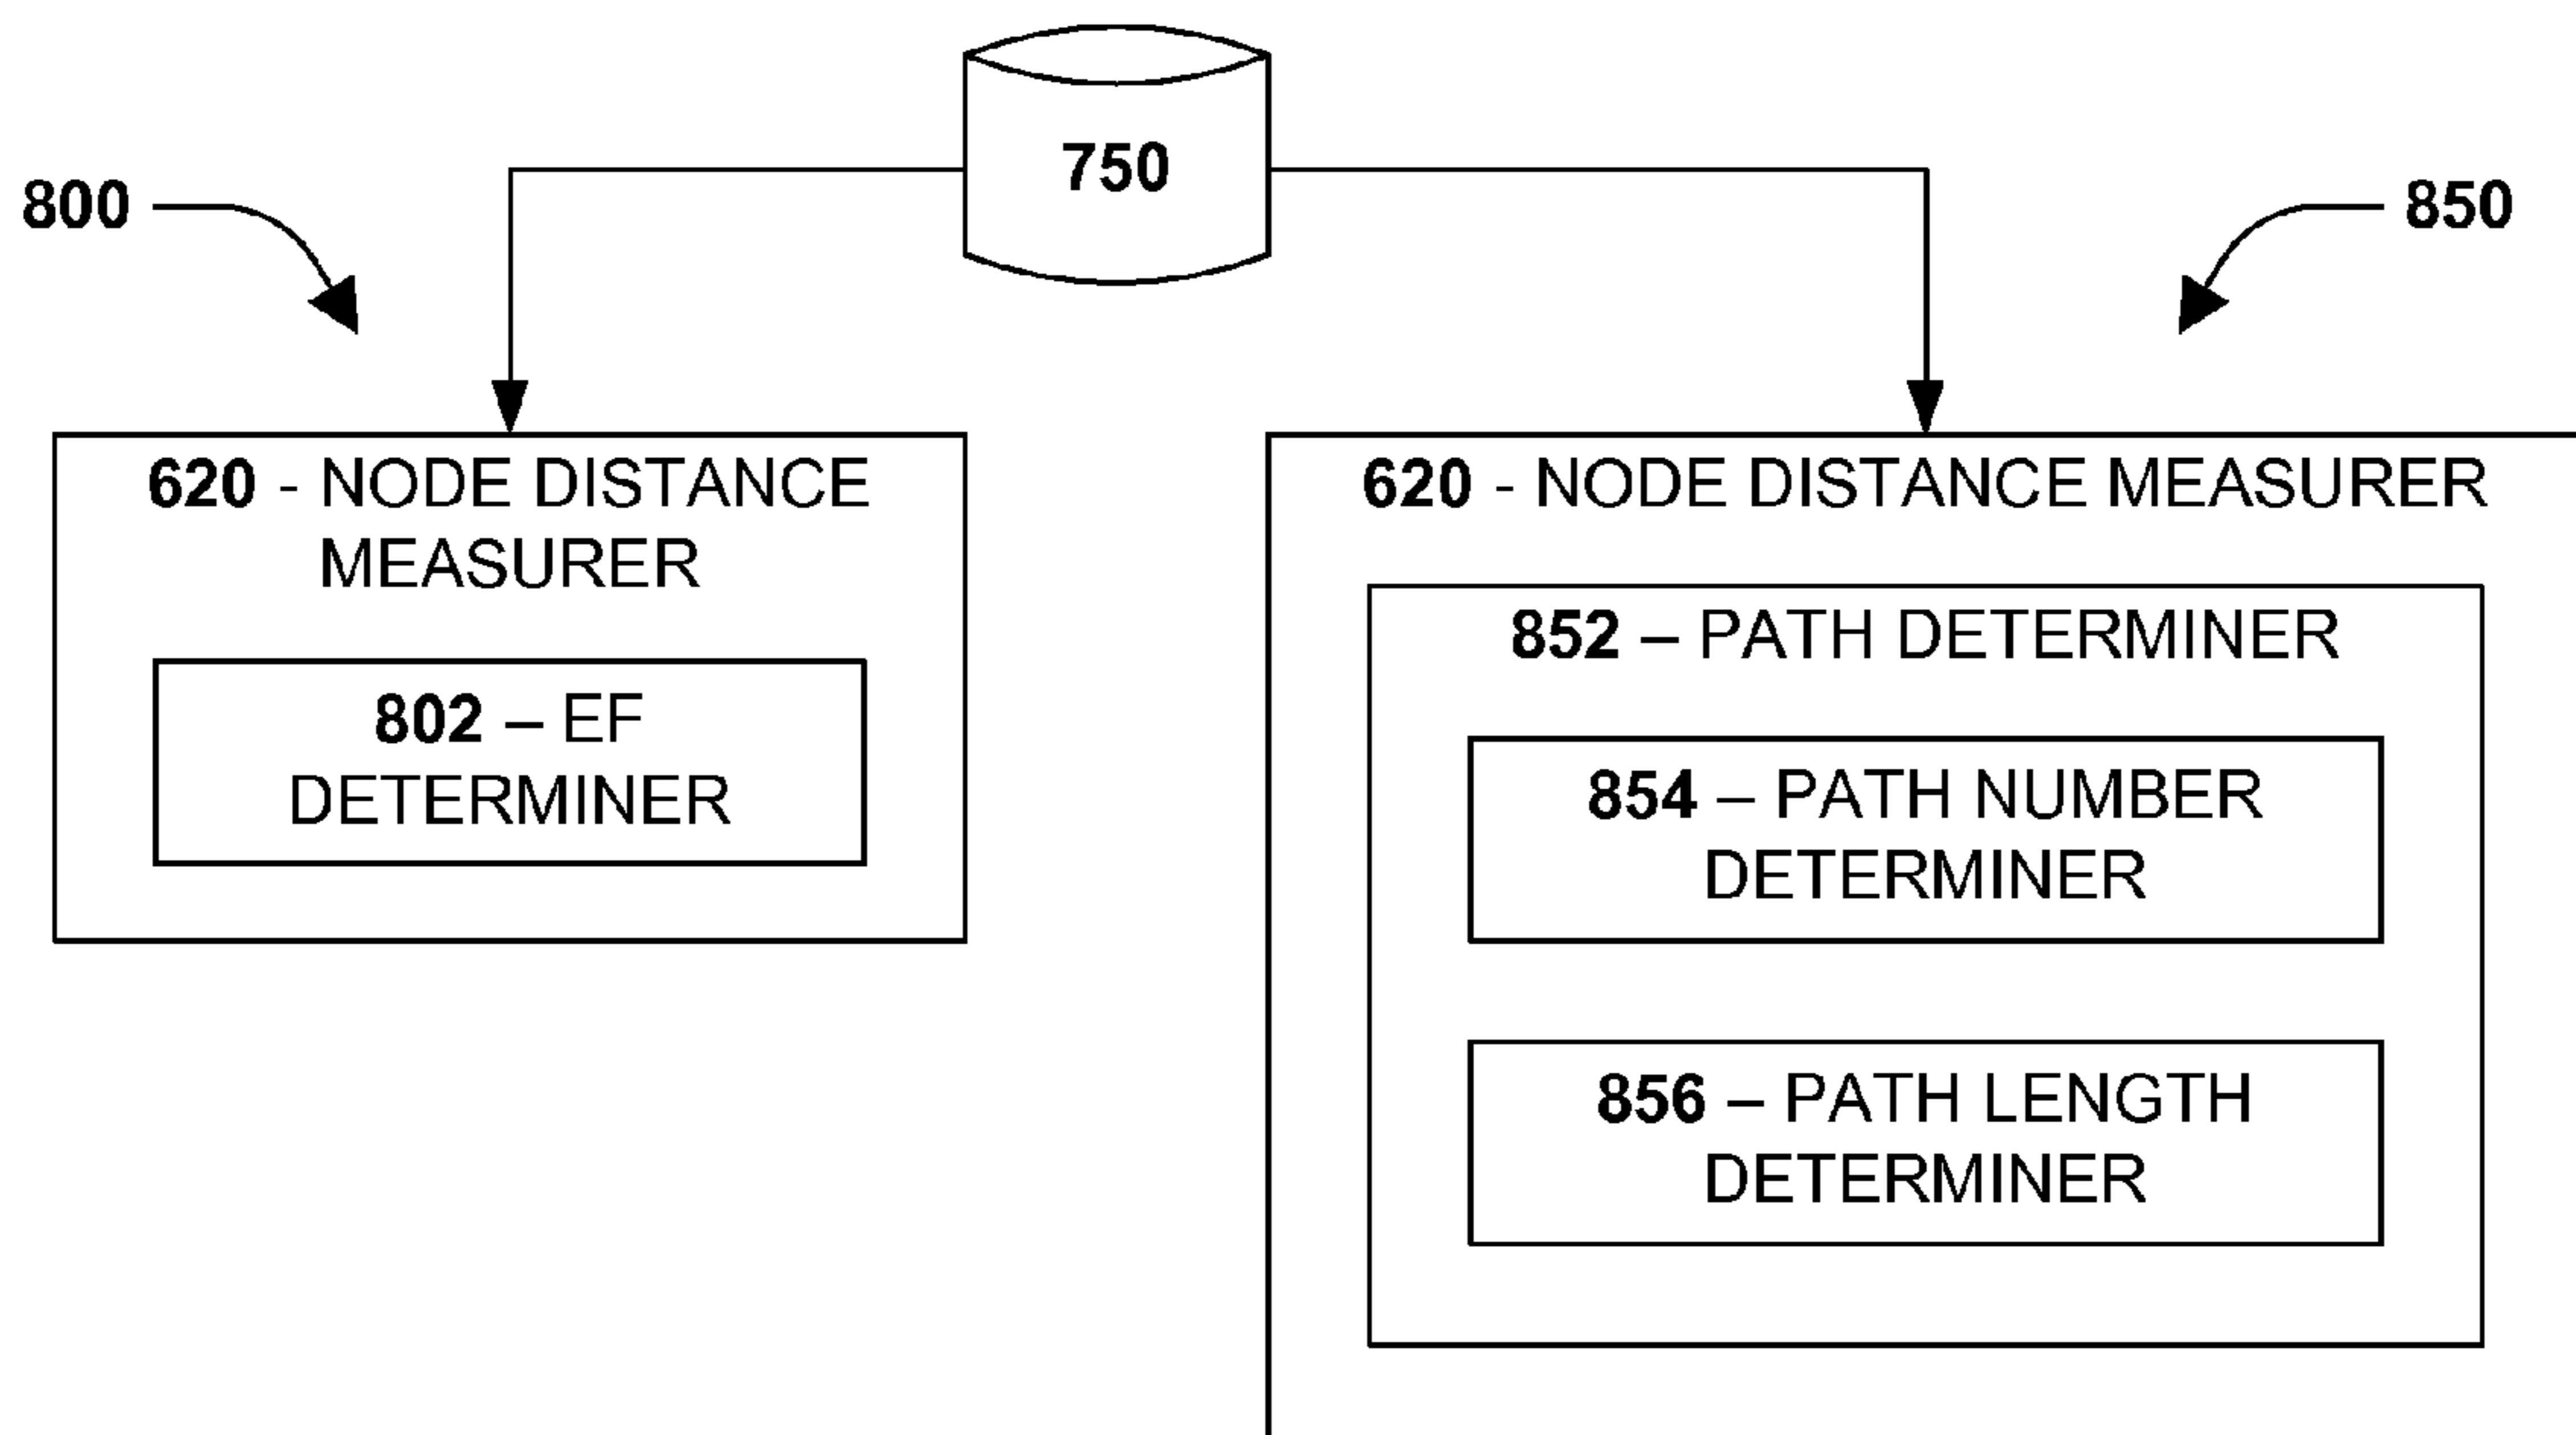 750
800
850
620 - NODE DISTANCE
MEASURER
802 – EF
DETERMINER
620 - NODE DISTANCE MEASURER
852 – PATH DETERMINER
854 – PATH NUMBER
DETERMINER
856 – PATH LENGTH
DETERMINER